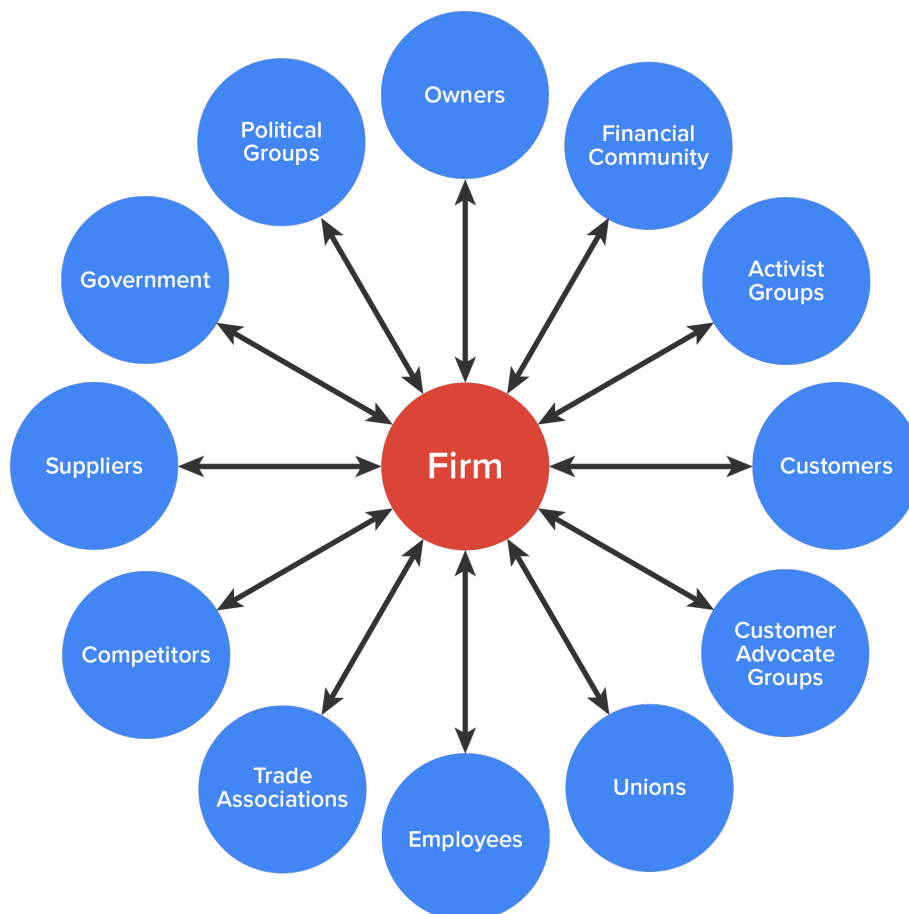 Owners
Political
Groups
Financial
Community
Government
Activist
Groups
Suppliers
Firm
Customers
Competitors
Customer
Advocate
Groups
Trade
Associations
Employees
Unions